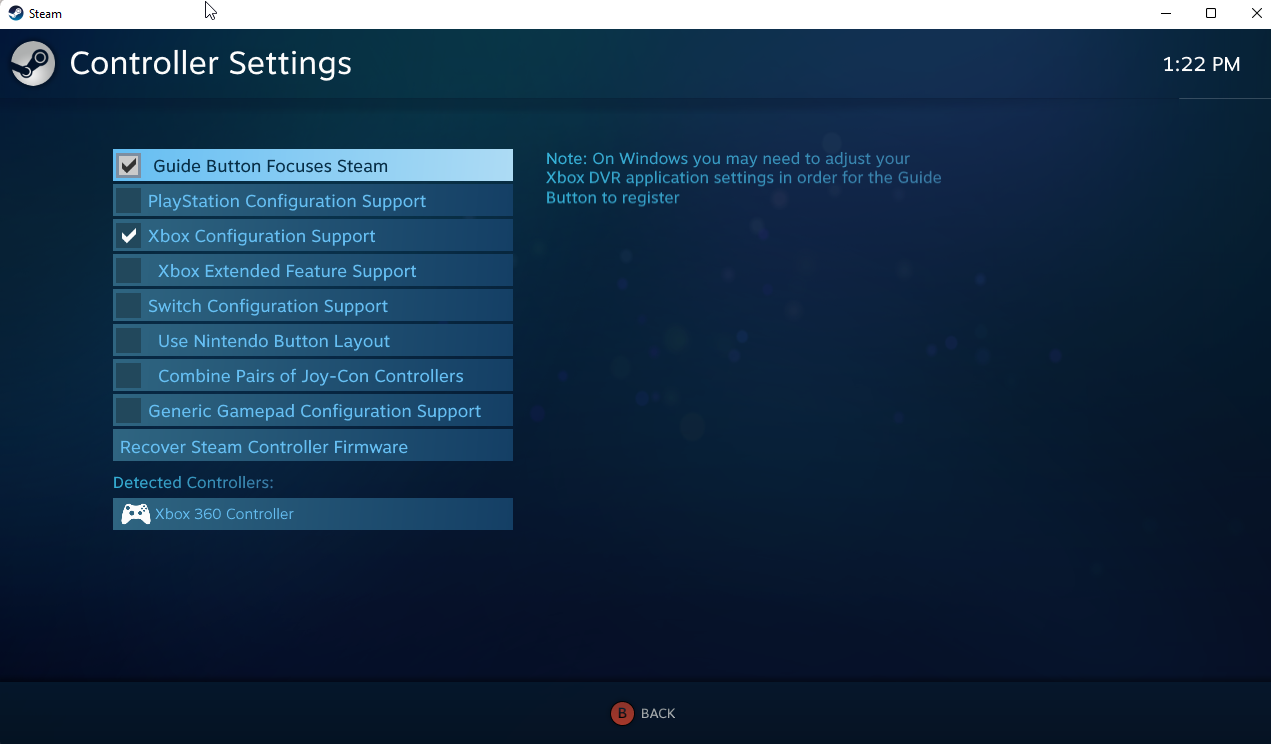 Steam
Controller Settings
1:22 PM
Guide Button Focuses Steam
PlayStation Configuration Support
Xbox Configuration Support
Xbox Extended Feature Support
Switch Configuration Support
Use Nintendo Button Layout
Combine Pairs of Joy-Con Controllers
Generic Gamepad Configuration Support
Recover Steam Controller Firmware
Detected Controllers:
Xbox 360 Controller
Note: On Windows you may need to adjust your
Xbox DVR application settings in order for the Guide
Button to register
B BACK